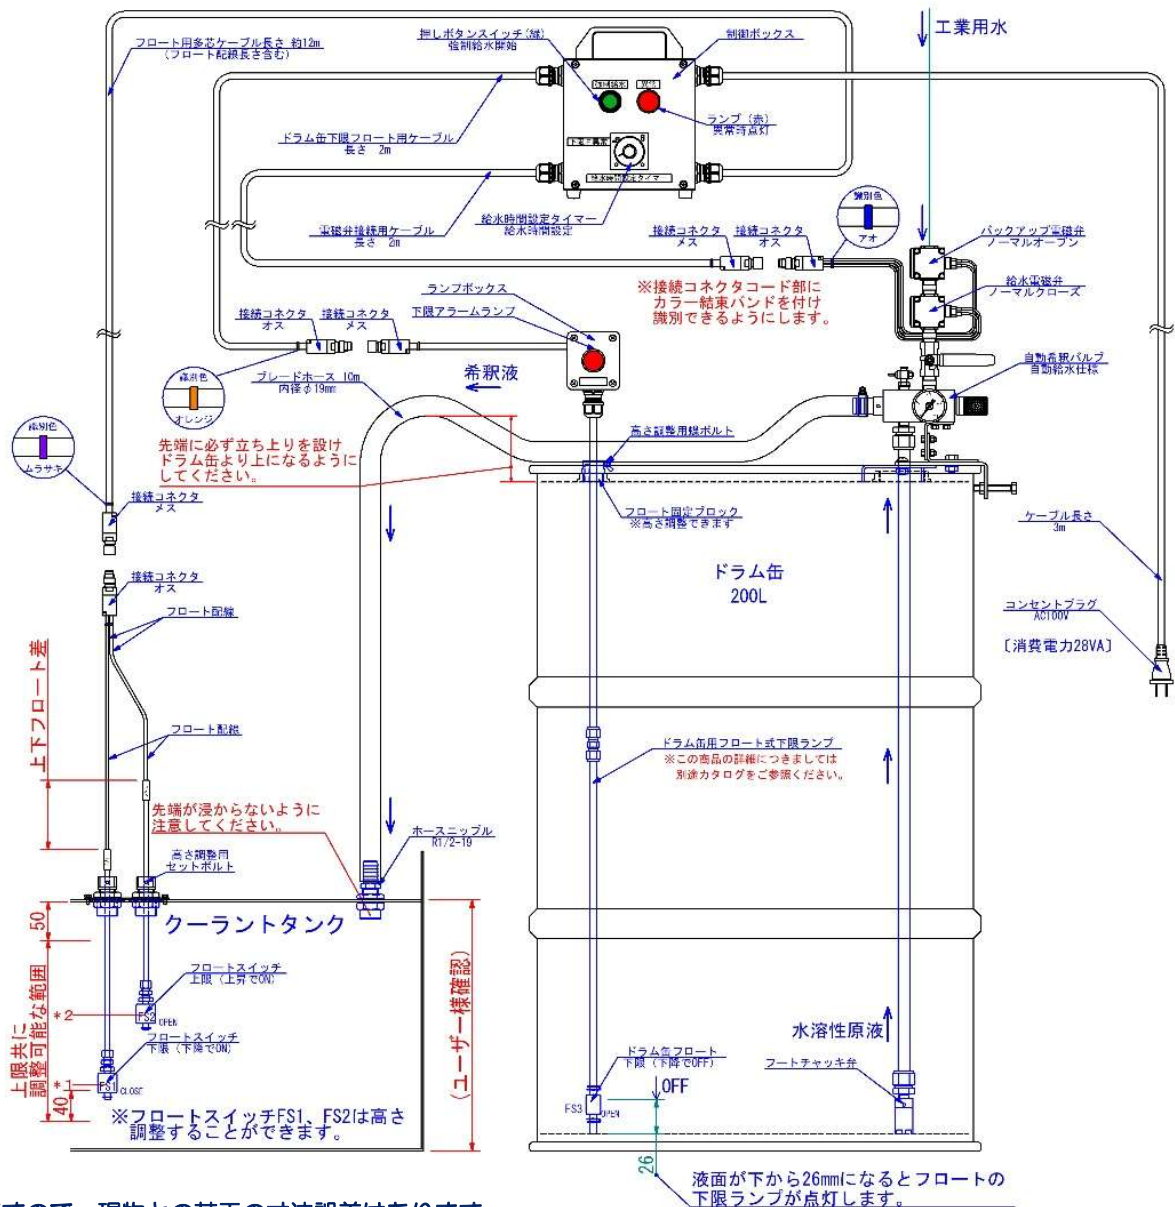 フロート用多芯ケーブル長さ 約12m
(フロート配線長さ含む)
押しボタンスイッチ(緑)
強制給水開始
制御ボックス
工業用水
ランプ(赤)
異常時点灯
ドラム缶下限フロート用ケーブル
長さ 2m
給水時間設定タイマ
給水時間設定タイマー
給水時間設定
電磁弁接続用ケーブル
長さ 2m
接続コネクタ
メス
接続コネクタ
オス
識別色
アオ
バックアップ電磁弁
ノーマルオープン
給水電磁弁
ノーマルクローズ
※接続コネクタコード部に
カラー結束バンドを付け
識別できるようにします。
ランプボックス
下限アラームランプ
接続コネクタ
オス
接続コネクタ
メス
自動希釈バルブ
自動給水仕様
識別色
オレンジ
ブレードホース 10m
内径φ19mm
希釈液
識別色
ムラサキ
先端に必ず立ち上りを設け
ドラム缶より上になるように
してください。
高さ調整用蝶ボルト
接続コネクタ
メス
フロート固定ブロック
※高さ調整できます
ケーブル長さ
3m
接続コネクタ
オス
ドラム缶
200L
フロート配線
コンセントプラグ
AC100V
〔消費電力28VA〕
上下フロート差
フロート配線
ドラム缶用フロート式下限ランプ
※この商品の詳細につきましては
別途カタログをご参照ください。
先端が浸からないように
注意してください。
ホースニップル
R1/2-19
高さ調整用
セットボルト
50
クーラントタンク
フロートスイッチ
上限(上昇でON)
*2
FS2
OPEN
上限共に
調整可能な範囲
フロートスイッチ
下限(下降でON)
*1
FS1
CLOSE
40
(ユーザー様確認)
水溶性原液
ドラム缶フロート
下限(下降でOFF)
フートチャッキ弁
OFF
FS3
OPEN
※フロートスイッチFS1、FS2は高さ
調整することができます。
26
液面が下から26mmになるとフロートの
下限ランプが点灯します。